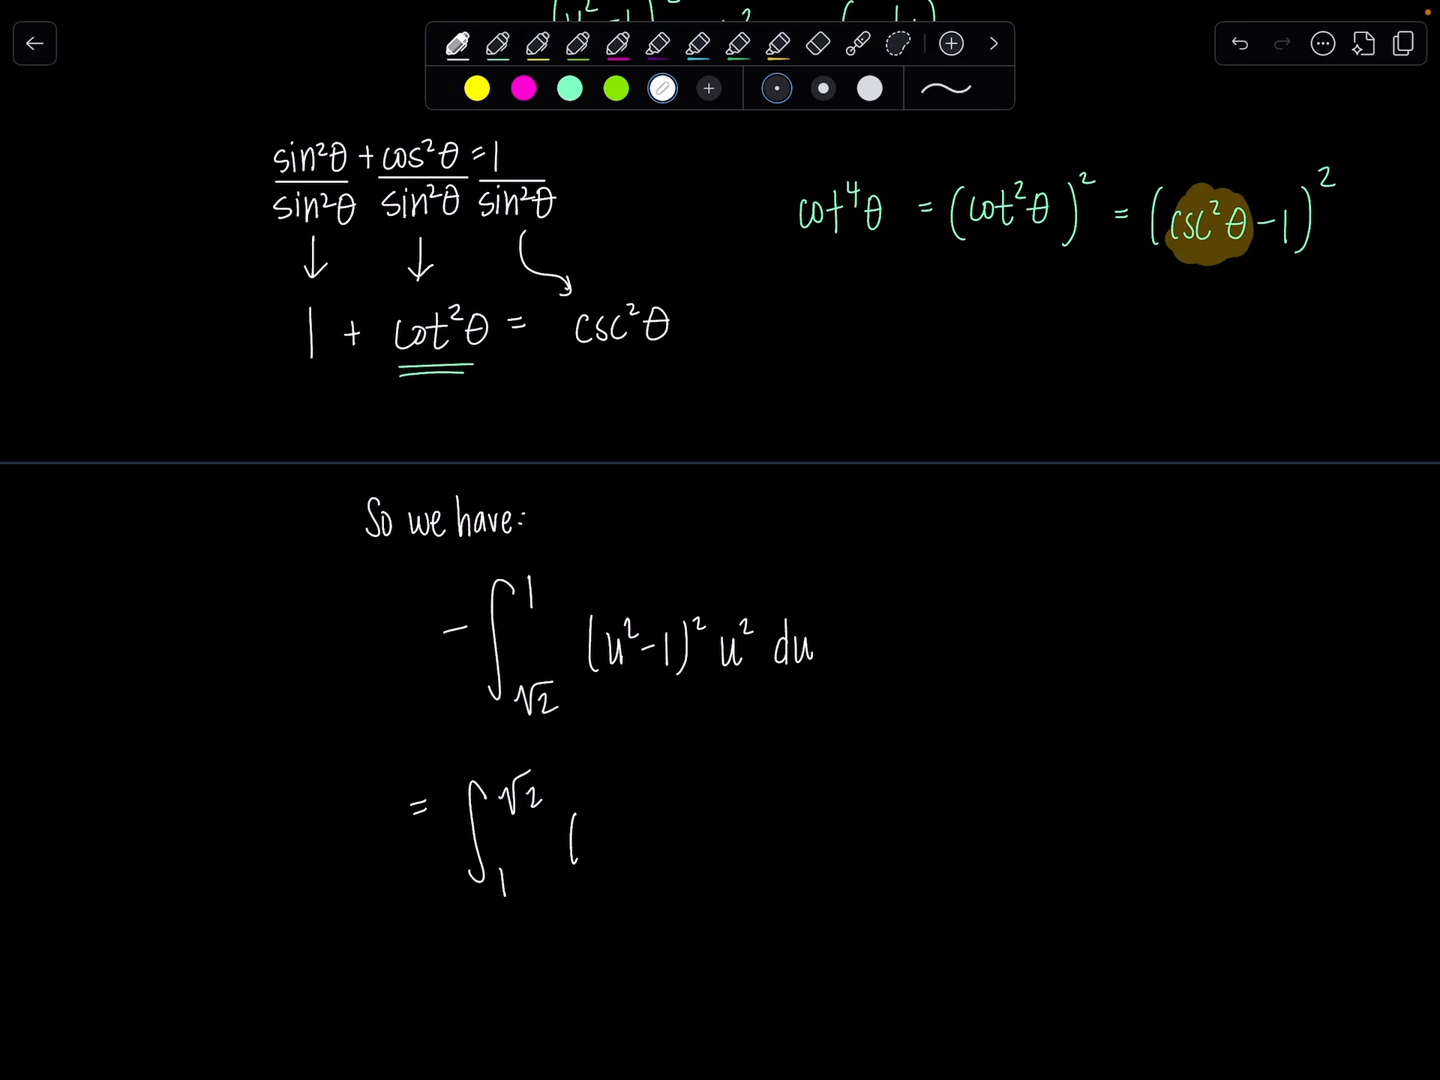 sin²θ + cos²θ = 1
sin²θ sin²θ sin²θ
cot⁴θ = (cot²θ)² = (csc²θ - 1)²
1 + cot²θ = csc²θ
So we have:
- ∫_{√2}^{1} (u² - 1)² u² du
= ∫_{1}^{√2} (